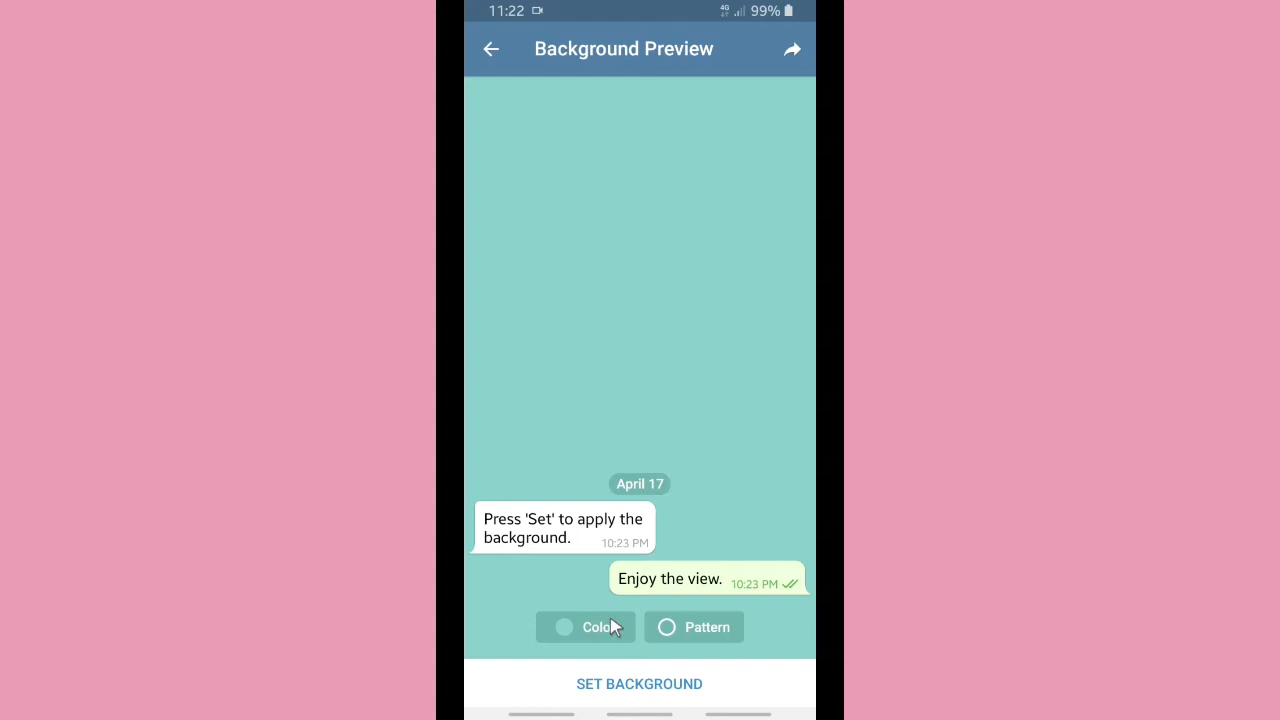 11:22
4G
99%
Background Preview
April 17
Press 'Set' to apply the
background.
10:23 PM
Enjoy the view.
10:23 PM
Pattern
SET BACKGROUND